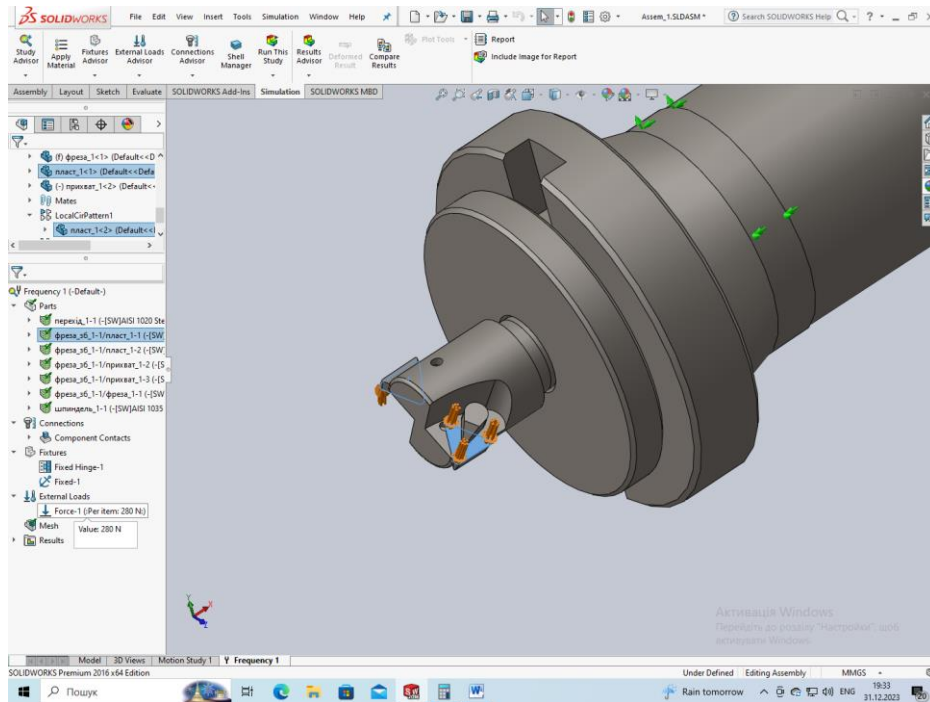 SOLIDWORKS File Edit View Insert Tools Simulation Window Help Assem_1.SLDASM * Search SOLIDWORKS Help
Study Advisor
Apply Material
Fixtures Advisor
External Loads Advisor
Connections Advisor
Shell Manager
Run This Study
Results Advisor
Deformed Result
Compare Results
Plot Tools
Report
Include Image for Report
Assembly Layout Sketch Evaluate SOLIDWORKS Add-Ins Simulation SOLIDWORKS MBD
(f) фреза_1<1> (Default<<D
пласт_1<1> (Default<<Defa
(-) прихват_1<2> (Default<
Mates
LocalCirPattern1
пласт_1<2> (Default<<
Frequency 1 (-Default-)
Parts
перехід_1-1 (-[SW]AISI 1020 Ste
фреза_зб_1-1/пласт_1-1 (-[SW
фреза_зб_1-1/пласт_1-2 (-[SW
фреза_зб_1-1/прихват_1-2 (-[S
фреза_зб_1-1/прихват_1-3 (-[S
фреза_зб_1-1/фреза_1-1 (-[SW
шпиндель_1-1 (-[SW]AISI 1035
Connections
Component Contacts
Fixtures
Fixed Hinge-1
Fixed-1
External Loads
Force-1 (:Per item: 280 N:)
Mesh
Value: 280 N
Results
Y
X
Z
Активація Windows
Перейдіть до розділу "Настройки", щоб
активувати Windows.
Model 3D Views Motion Study 1 Frequency 1
SOLIDWORKS Premium 2016 x64 Edition Under Defined Editing Assembly MMGS
Пошук Rain tomorrow ENG 19:33
31.12.2023
20